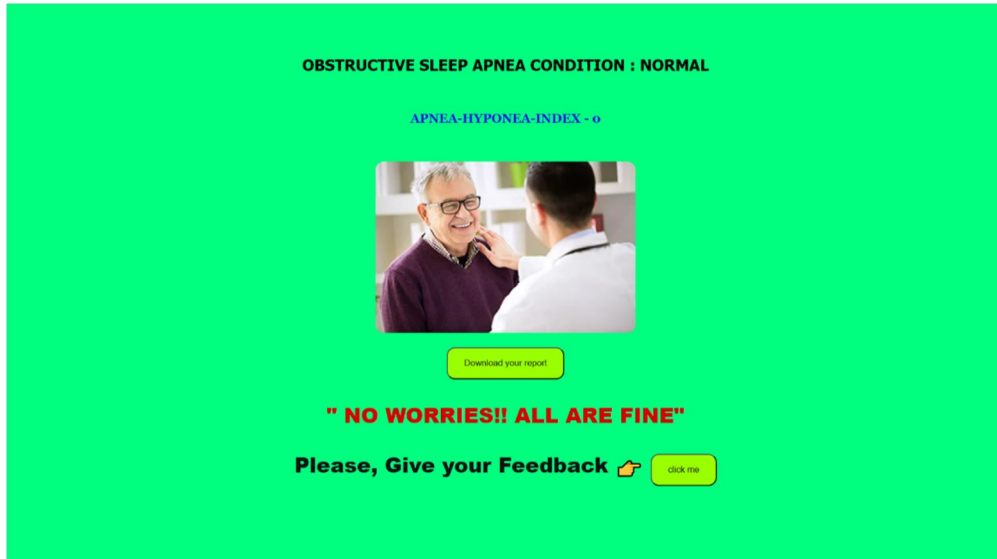 OBSTRUCTIVE SLEEP APNEA CONDITION : NORMAL
APNEA-HYPONEA-INDEX - 0
Download your report
" NO WORRIES!! ALL ARE FINE"
Please, Give your Feedback 👉 click me